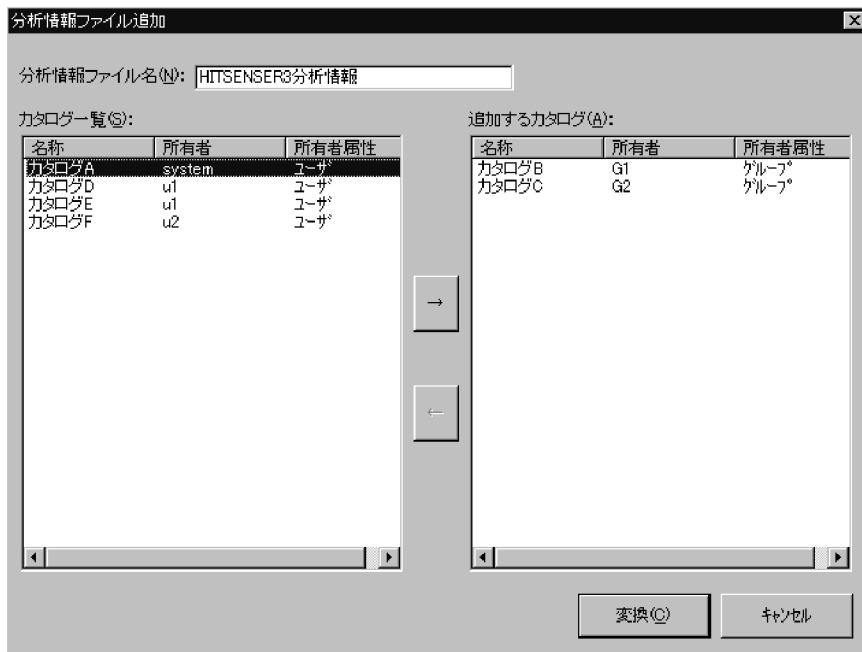 分析情報ファイル追加
分析情報ファイル名(N): HITSENSER3分析情報
カタログ一覧(S):
名称 所有者 所有者属性
カタログA system ユーザ
カタログD u1 ユーザ
カタログE u1 ユーザ
カタログF u2 ユーザ
→
←
追加するカタログ(A):
名称 所有者 所有者属性
カタログB G1 グループ
カタログC G2 グループ
変換(C) キャンセル